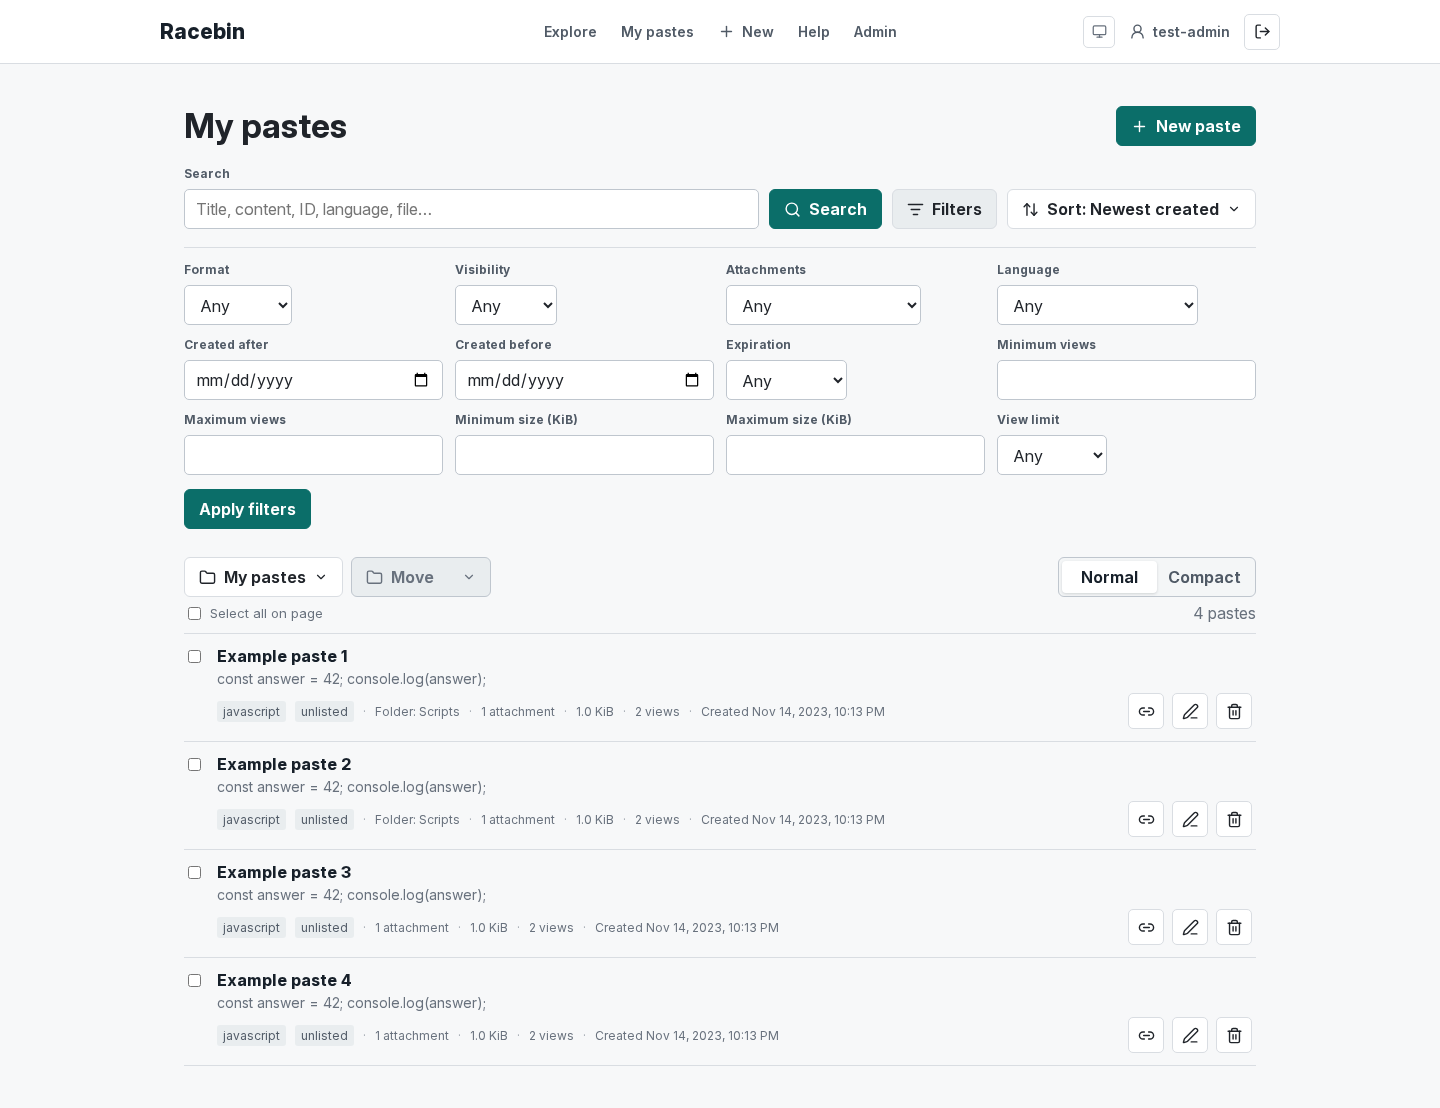 Racebin
Explore
My pastes
New
Help
Admin
test-admin
My pastes
New paste
Search
Title, content, ID, language, file...
Search
Filters
Sort: Newest created
Format
Visibility
Attachments
Language
Any
Any
Any
Any
Created after
Created before
Expiration
Minimum views
mm/dd/yyyy
mm/dd/yyyy
Any
Maximum views
Minimum size (KiB)
Maximum size (KiB)
View limit
Any
Apply filters
My pastes
Move
Normal
Compact
Select all on page
4 pastes
Example paste 1
const answer = 42; console.log(answer);
javascript unlisted · Folder: Scripts · 1 attachment · 1.0 KiB · 2 views · Created Nov 14, 2023, 10:13 PM
Example paste 2
const answer = 42; console.log(answer);
javascript unlisted · Folder: Scripts · 1 attachment · 1.0 KiB · 2 views · Created Nov 14, 2023, 10:13 PM
Example paste 3
const answer = 42; console.log(answer);
javascript unlisted · 1 attachment · 1.0 KiB · 2 views · Created Nov 14, 2023, 10:13 PM
Example paste 4
const answer = 42; console.log(answer);
javascript unlisted · 1 attachment · 1.0 KiB · 2 views · Created Nov 14, 2023, 10:13 PM